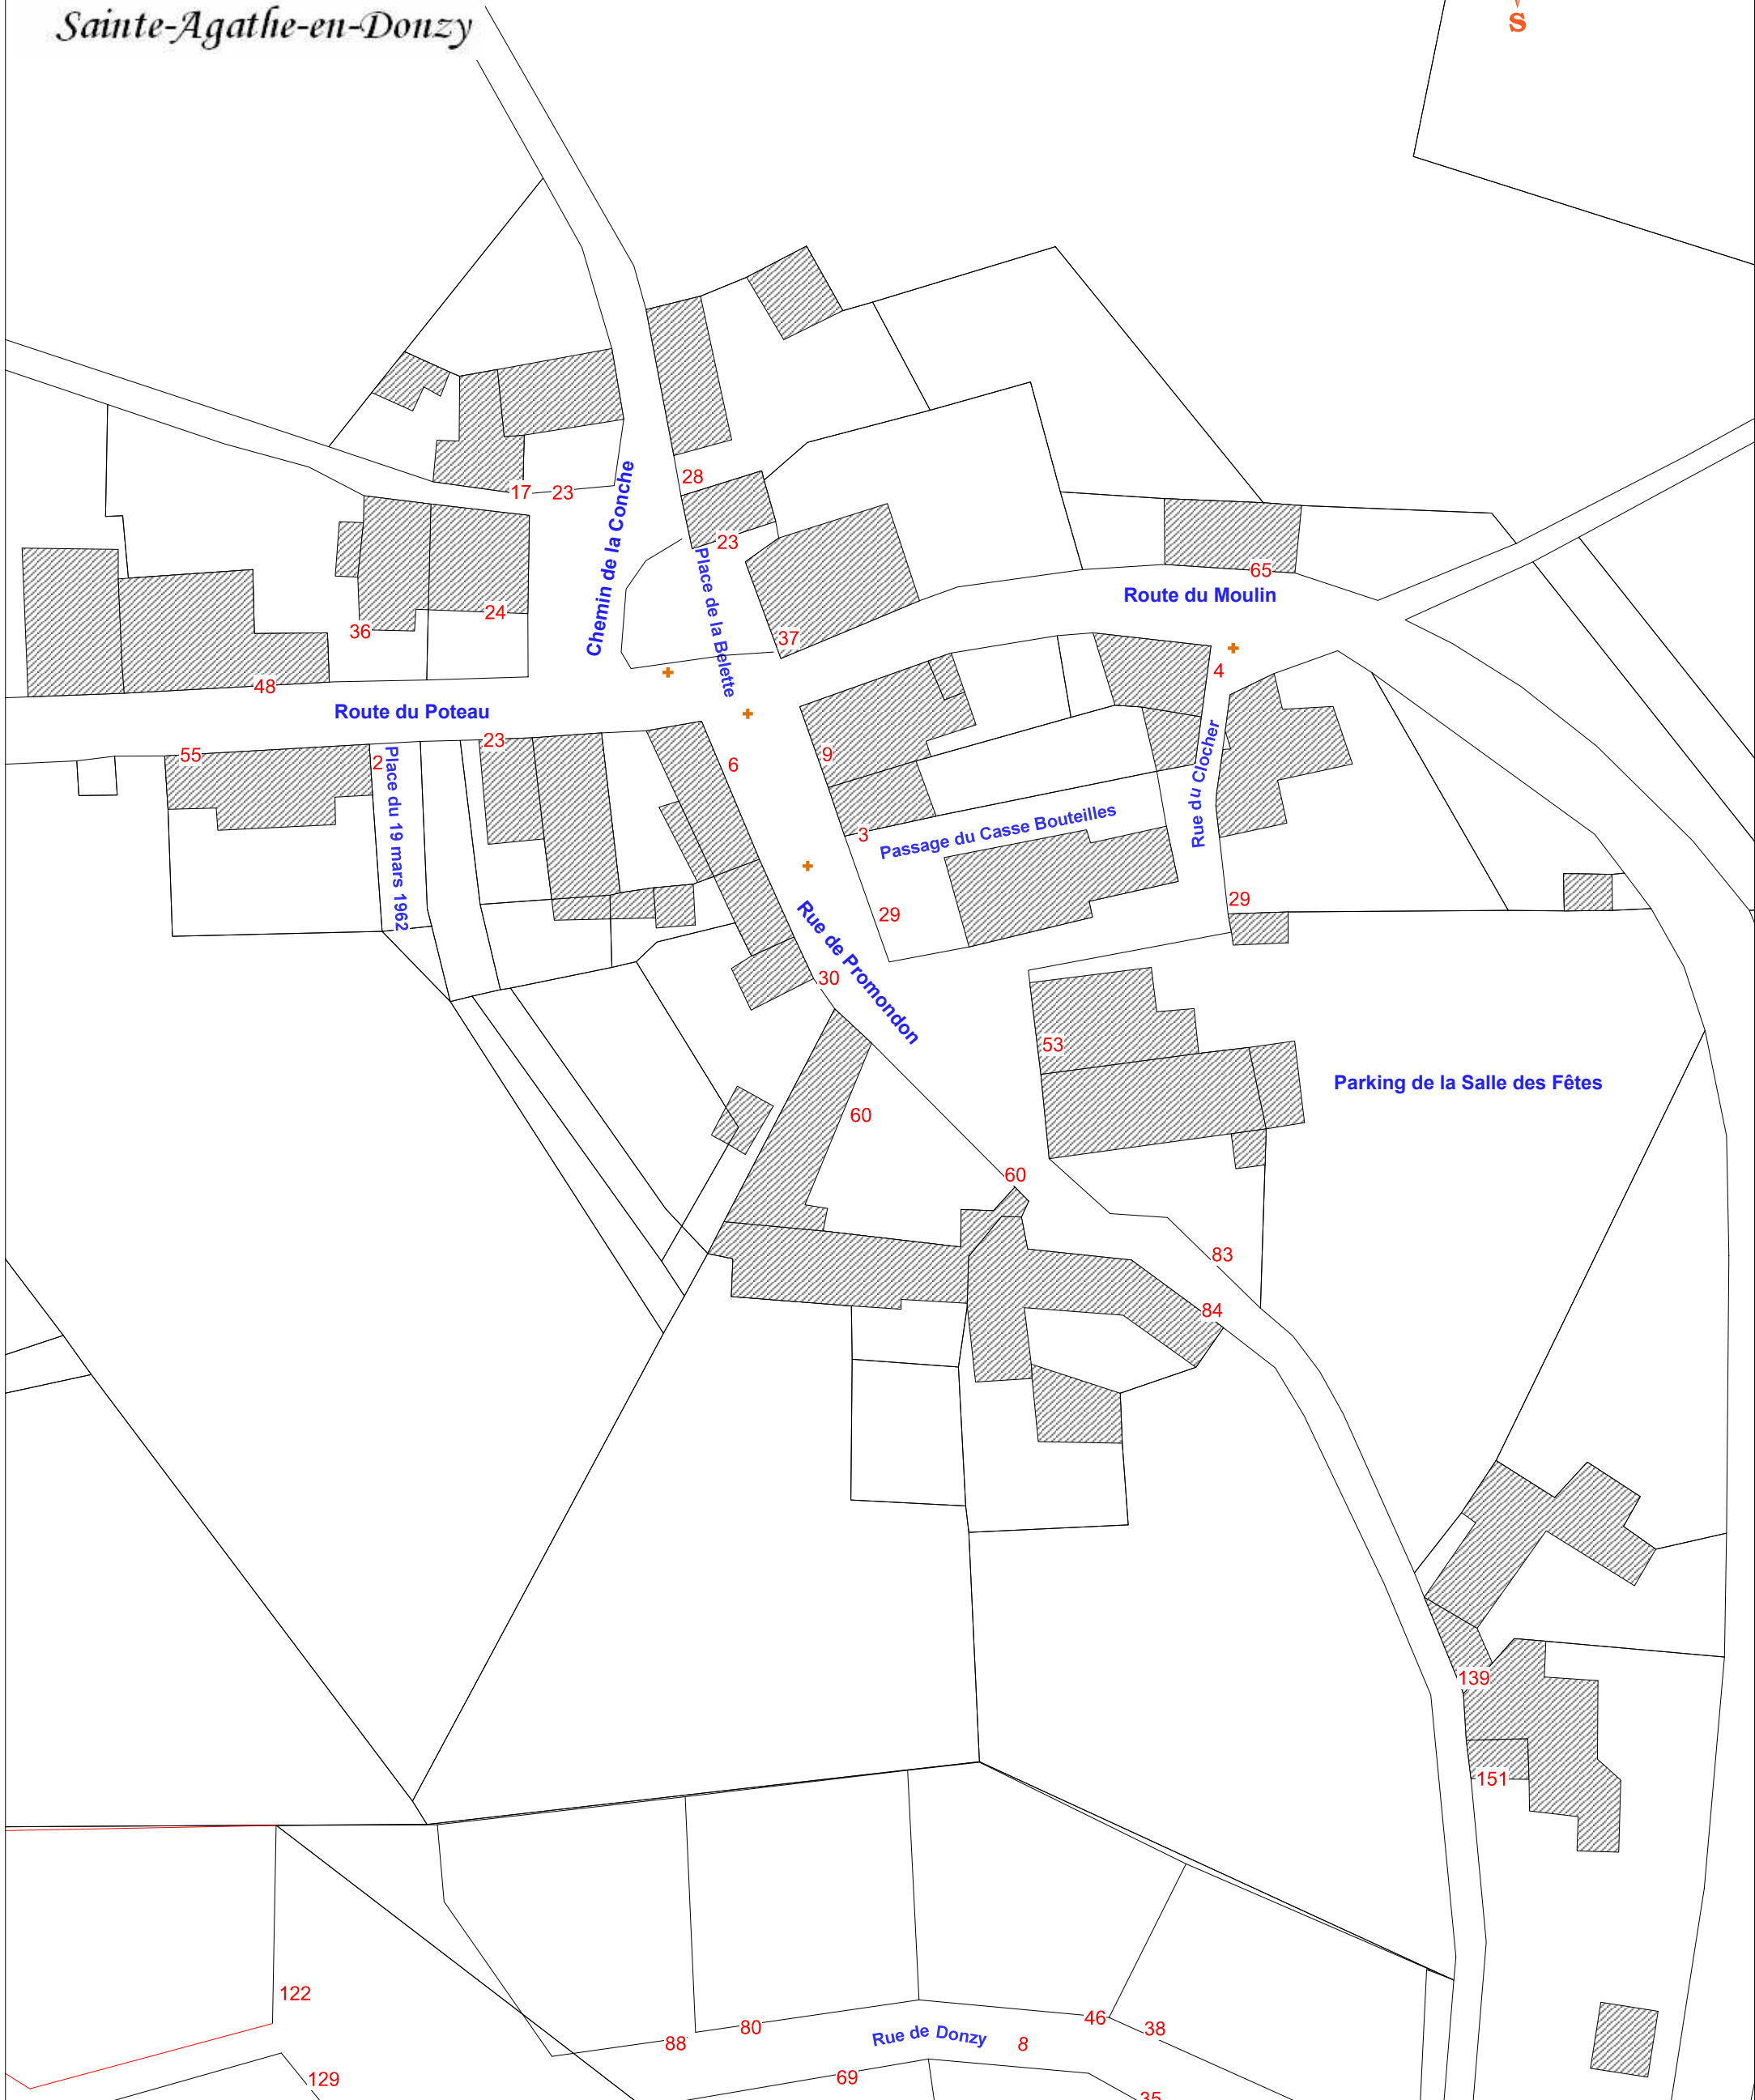 Sainte-Agathe-en-Donzy
S
Chemin de la Conche
28
17
23
23
Place de la Belette
37
65
Route du Moulin
36
24
48
Route du Poteau
4
55
2
Place du 19 mars 1962
23
6
9
3
Passage du Casse Bouteilles
Rue du Clocher
29
29
Rue de Promondon
30
53
Parking de la Salle des Fêtes
60
60
83
84
139
151
122
129
88
80
Rue de Donzy
8
46
38
69
35